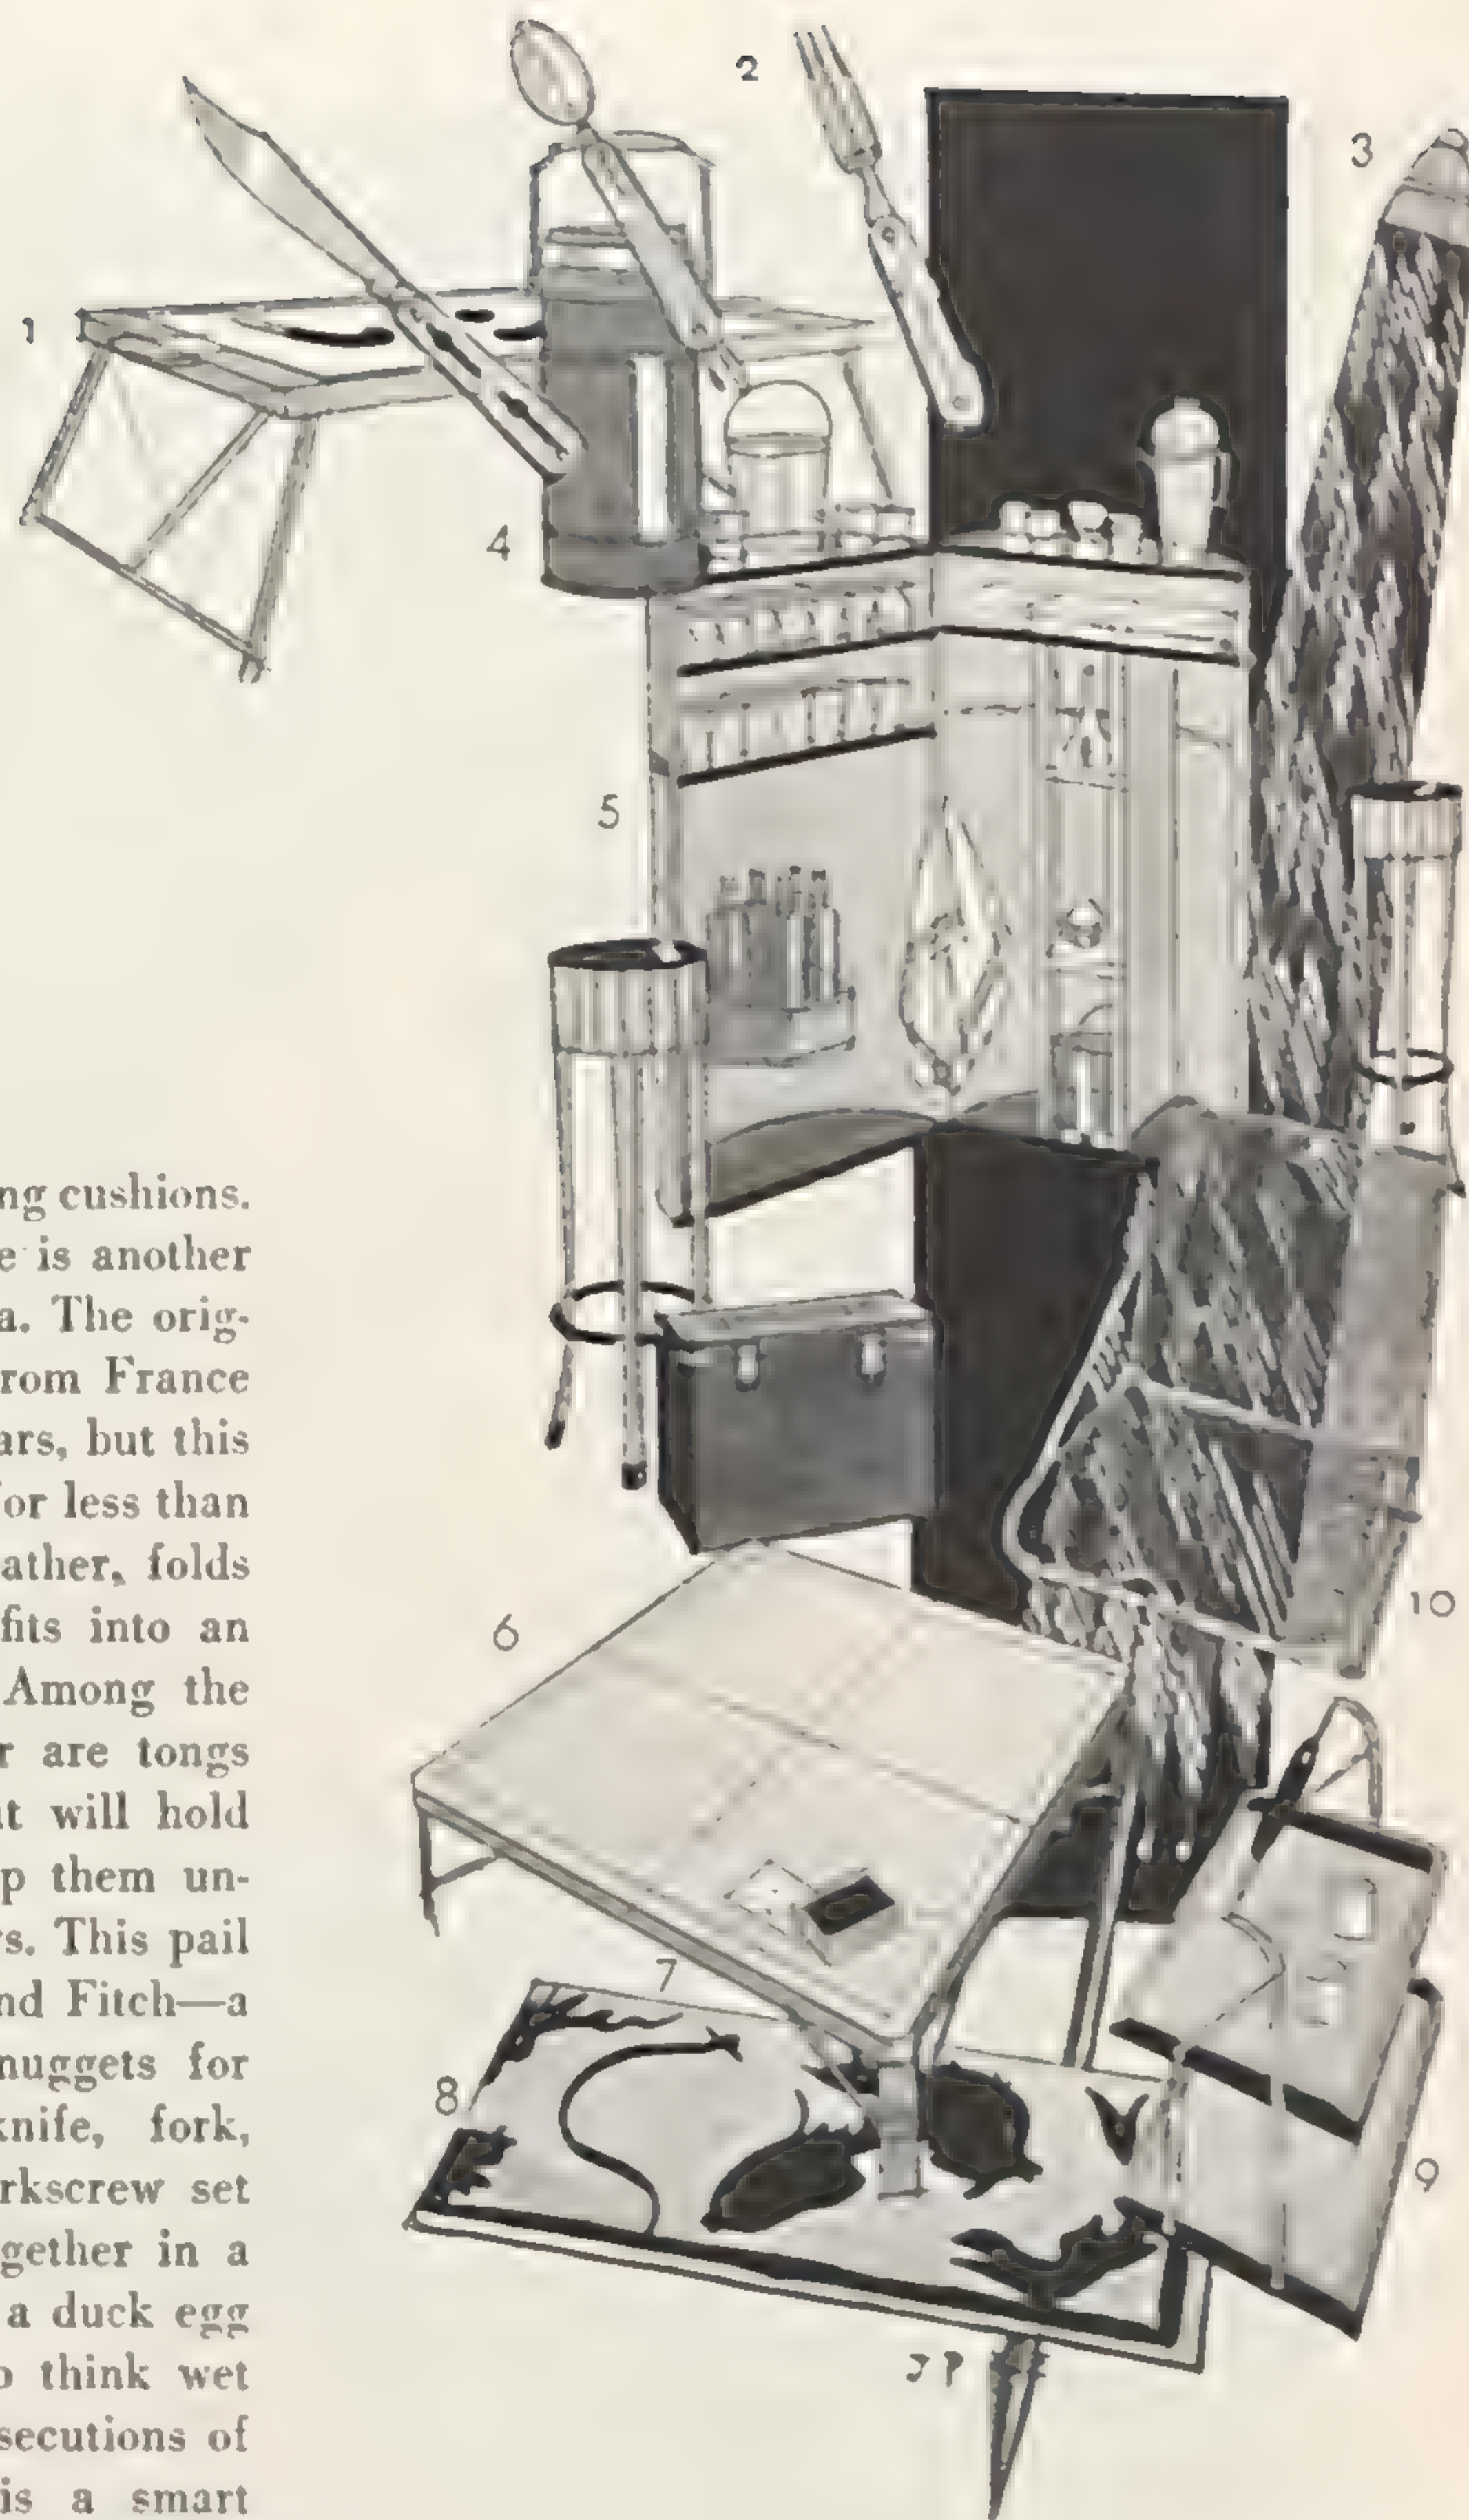 2
3
1
4
5
ng cushions.
e is another
a. The orig-
rom France
ars, but this
or less than
ather, folds
fits into an
Among the
r are tongs
t will hold
p them un-
s. This pail
nd Fitch—a
nuggets for
knife, fork,
rkscrew set
gether in a
a duck egg
o think wet
secutions of
is a smart
6
10
7
8
9
JP